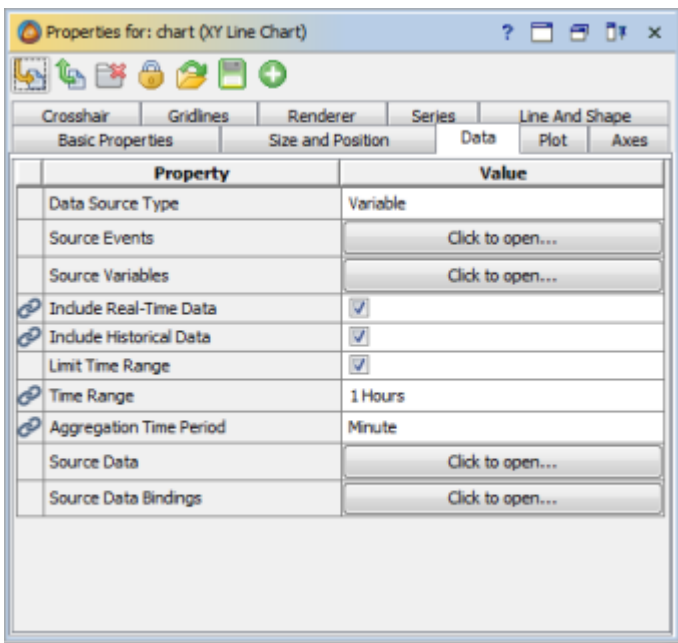 Properties for: chart (XY Line Chart)
Crosshair Gridlines Renderer Series Line And Shape
Basic Properties Size and Position Data Plot Axes
Property Value
Data Source Type Variable
Source Events Click to open...
Source Variables Click to open...
Include Real-Time Data
Include Historical Data
Limit Time Range
Time Range 1 Hours
Aggregation Time Period Minute
Source Data Click to open...
Source Data Bindings Click to open...